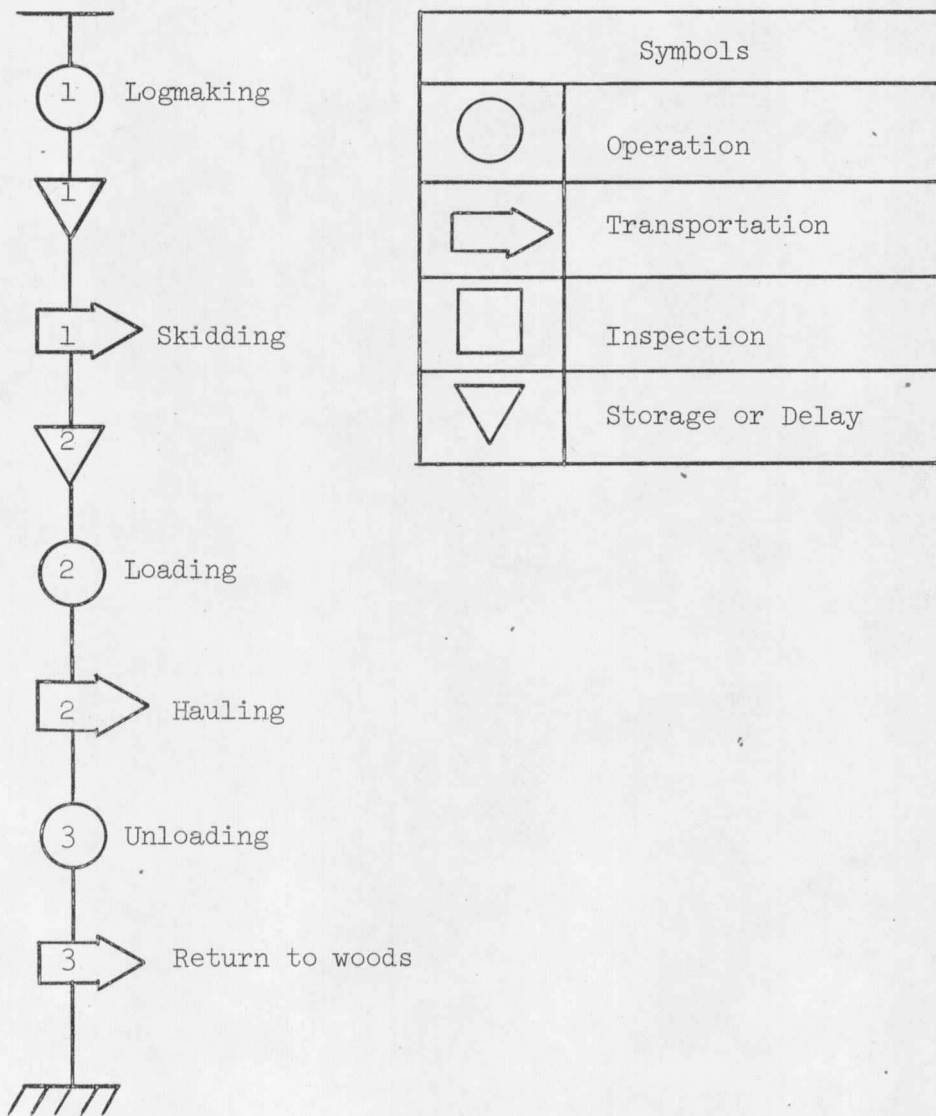 1 Logmaking
1
1 Skidding
2
2 Loading
2 Hauling
3 Unloading
3 Return to woods
Symbols
Operation
Transportation
Inspection
Storage or Delay